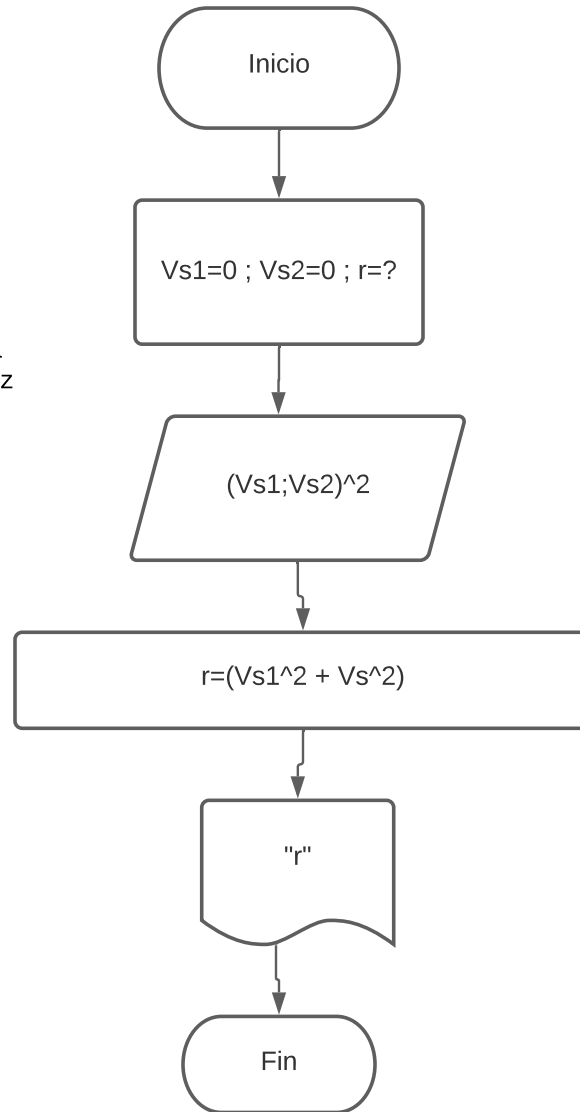 Inicio
Vs1=0 ; Vs2=0 ; r=?
z
(Vs1;Vs2)^2
r=(Vs1^2 + Vs^2)
"r"
Fin